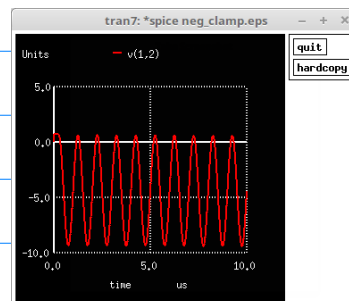 tran7: *spice neg_clamp.eps
quit
hardcopy
Units
v(1,2)
5.0
0.0
-5.0
-10.0
0.0 5.0 10.0
time us